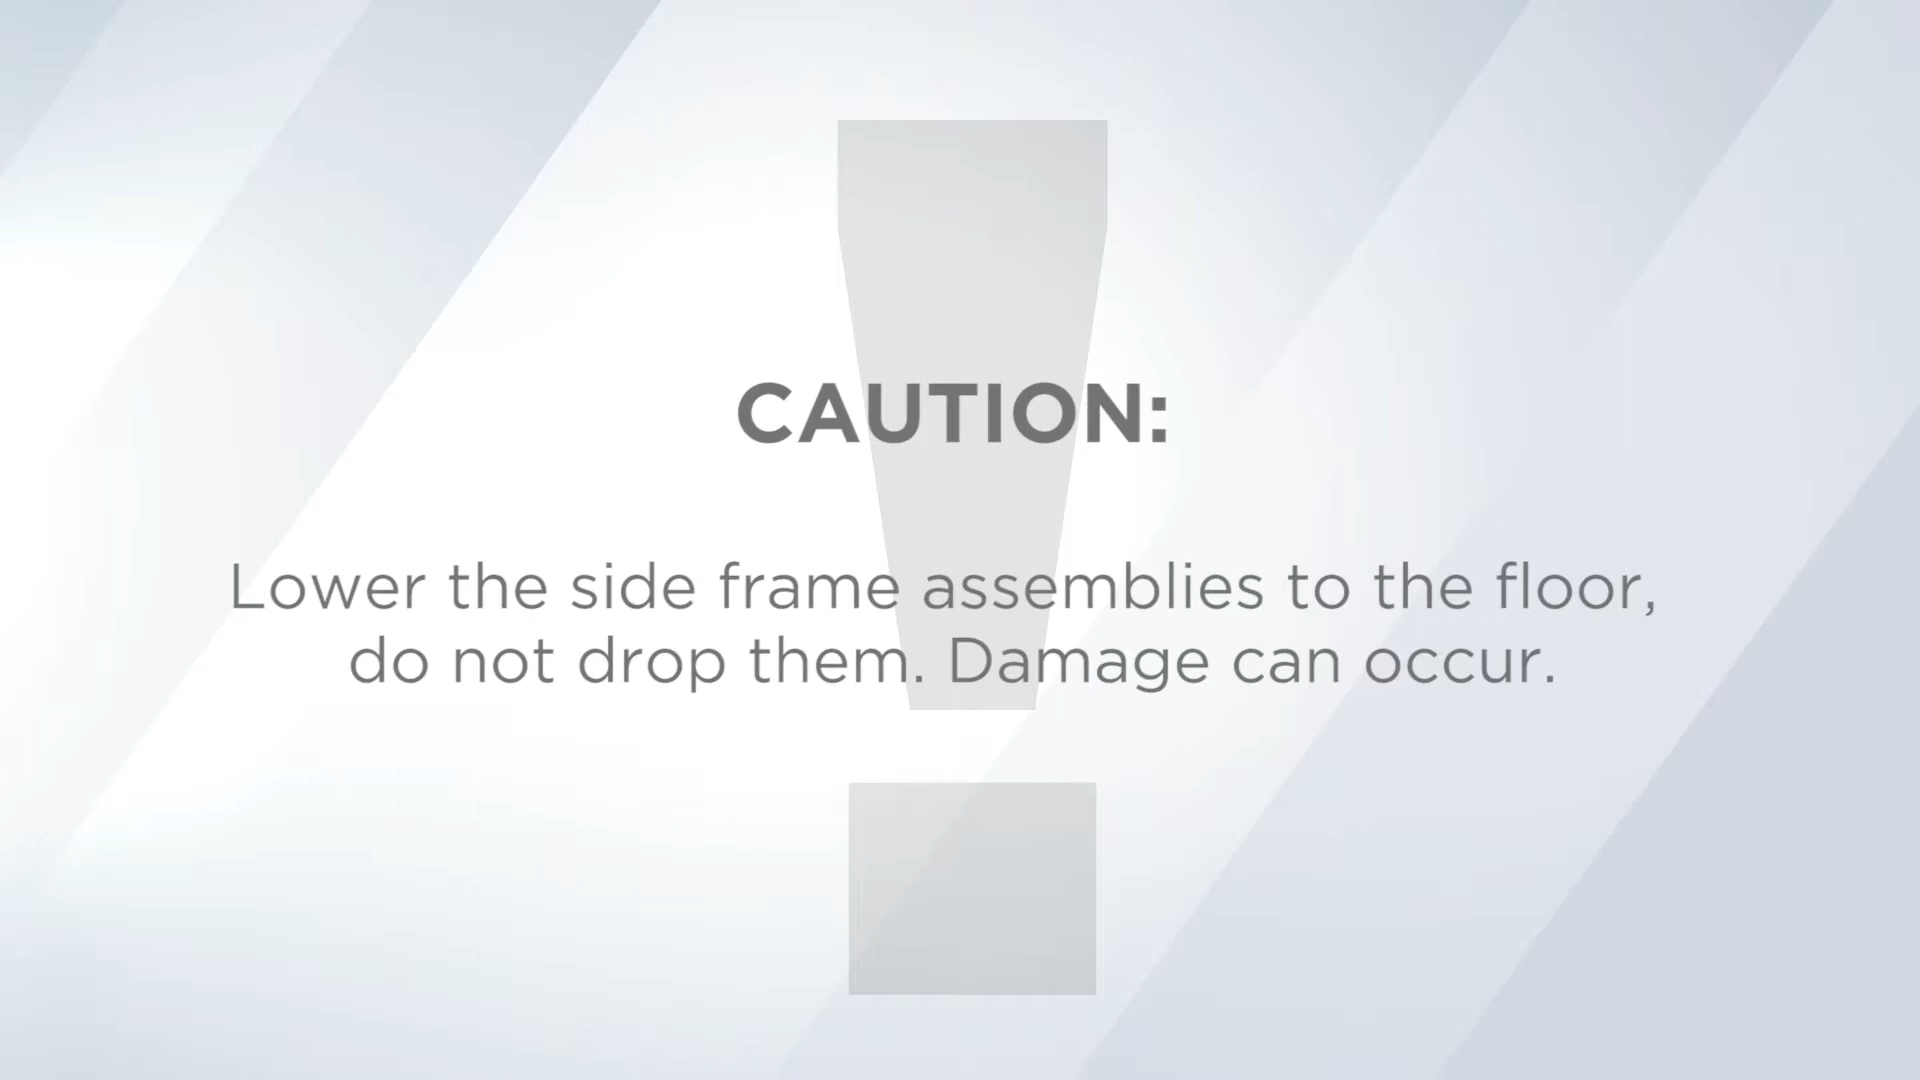 CAUTION:
Lower the side frame assemblies to the floor,
do not drop them. Damage can occur.